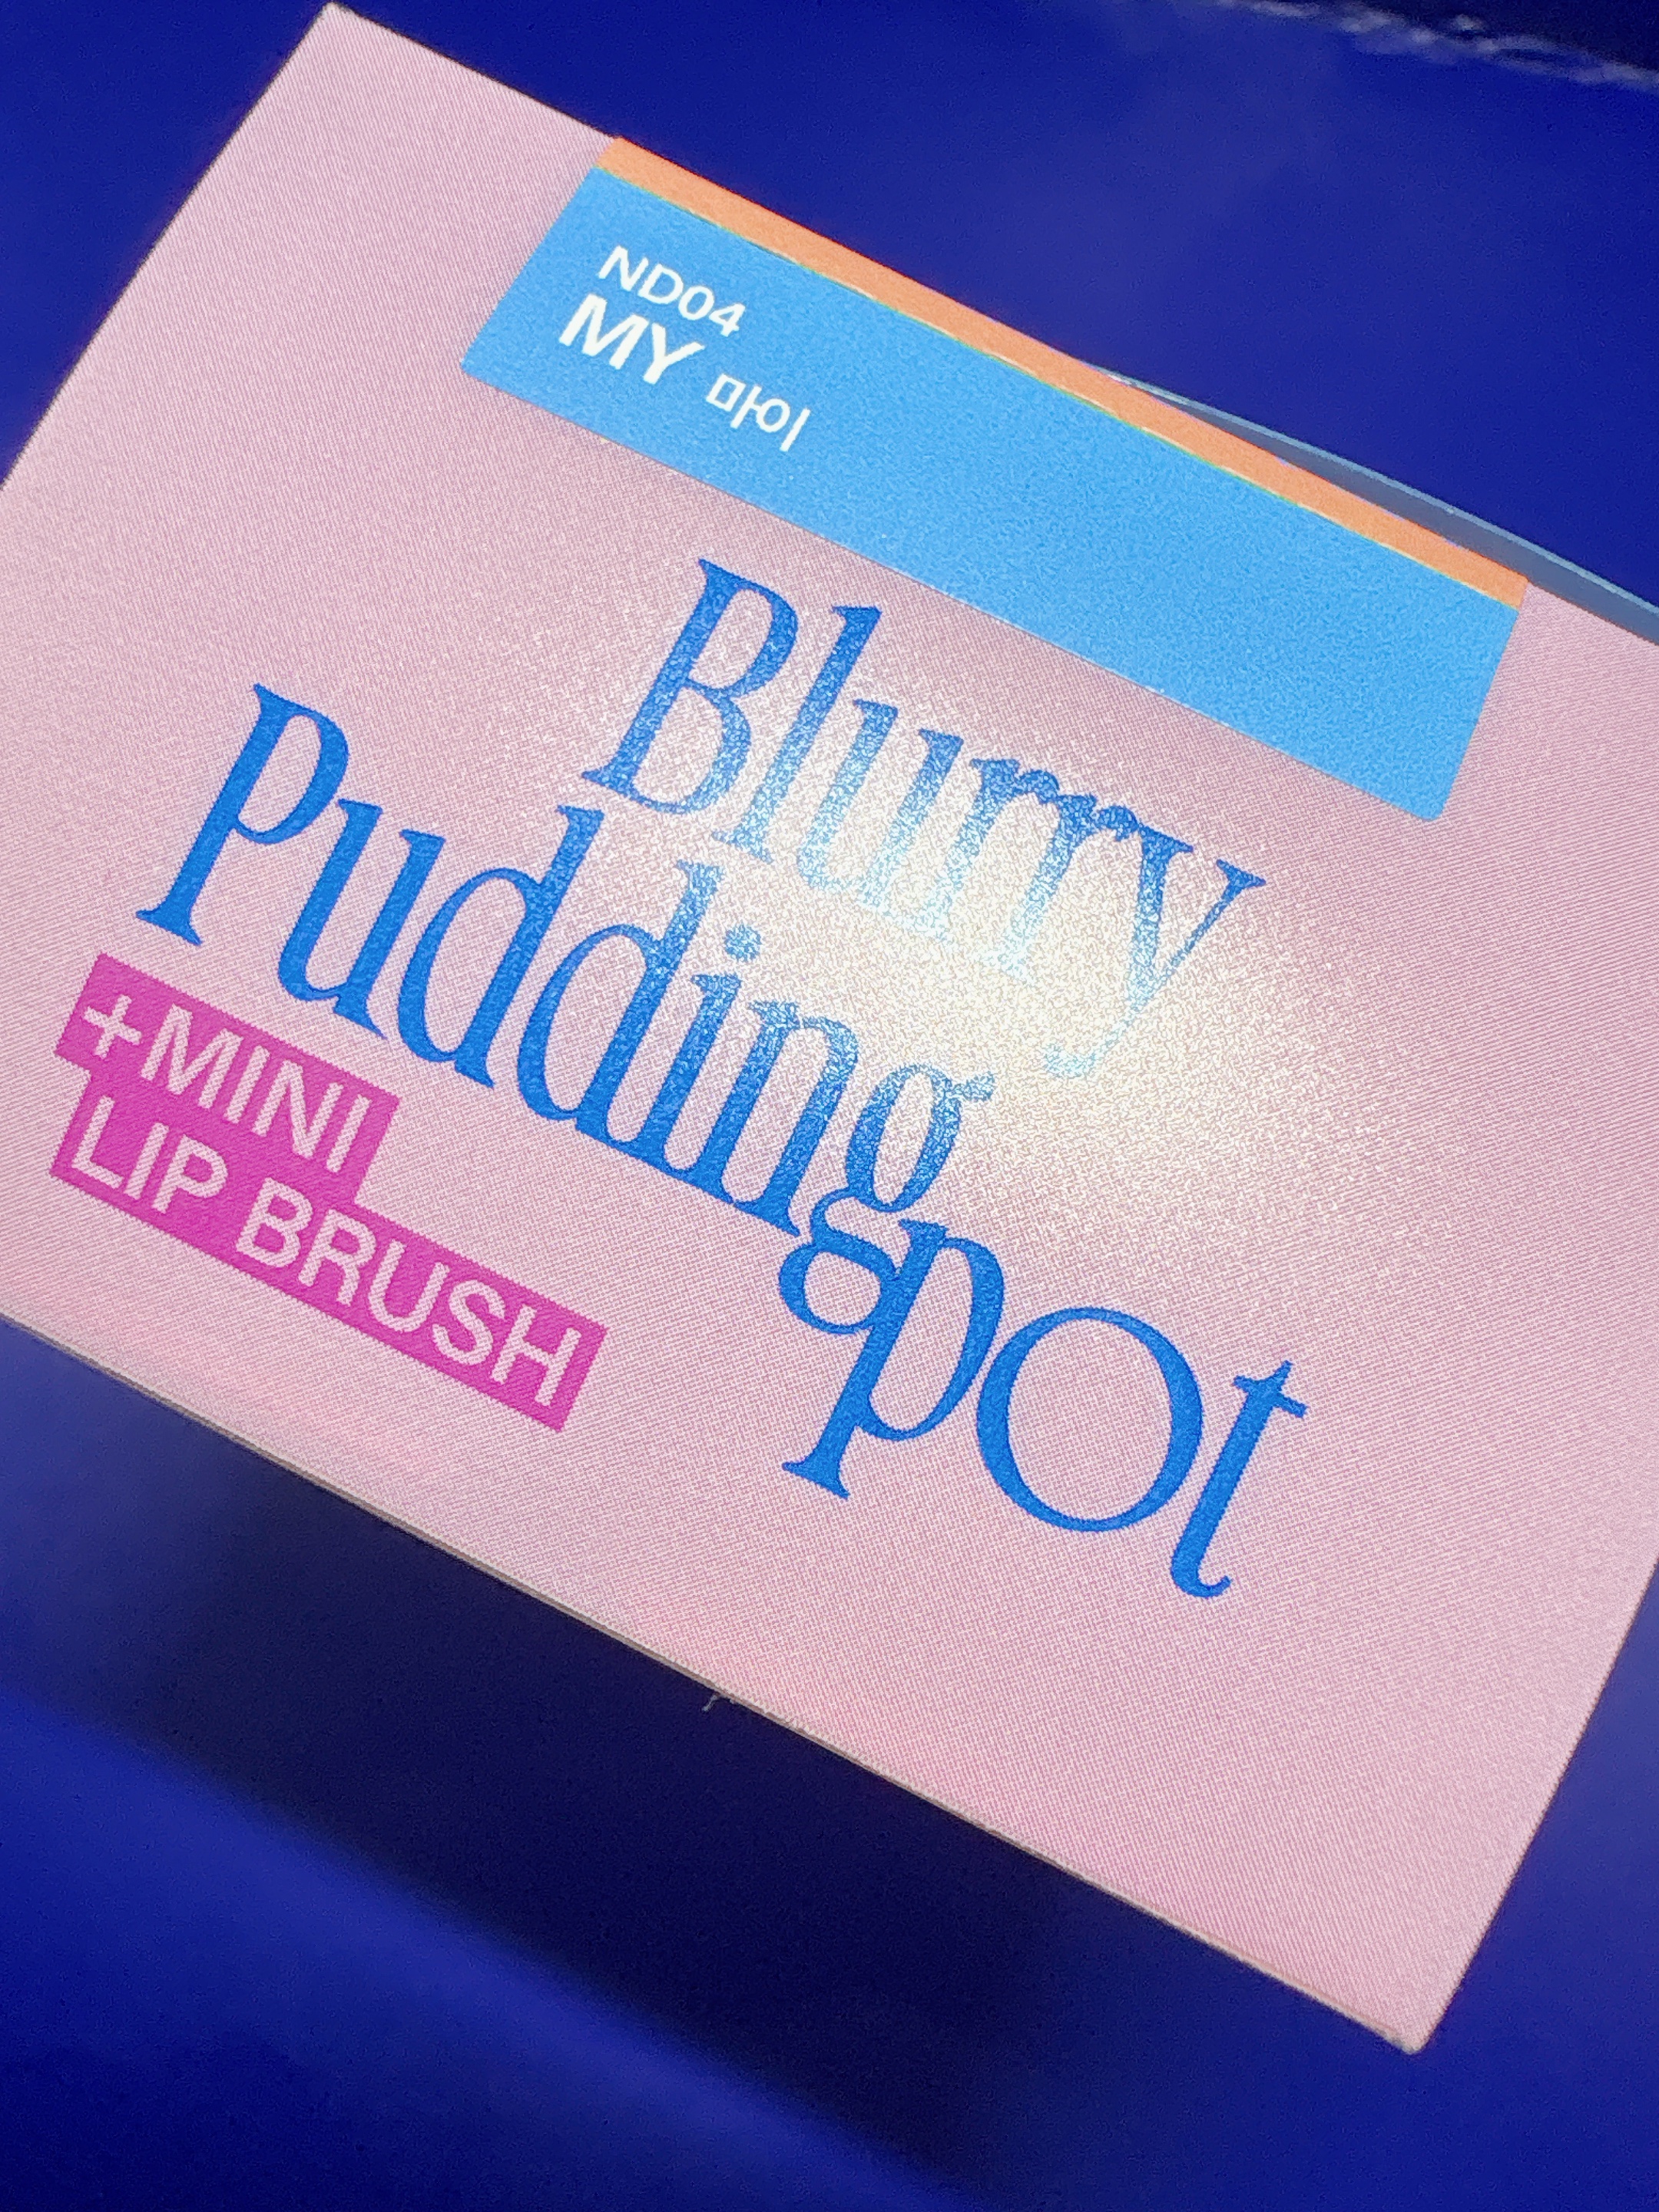 ND04
MY 마이
Blurry
Pudding
pot
+MINI
LIP BRUSH